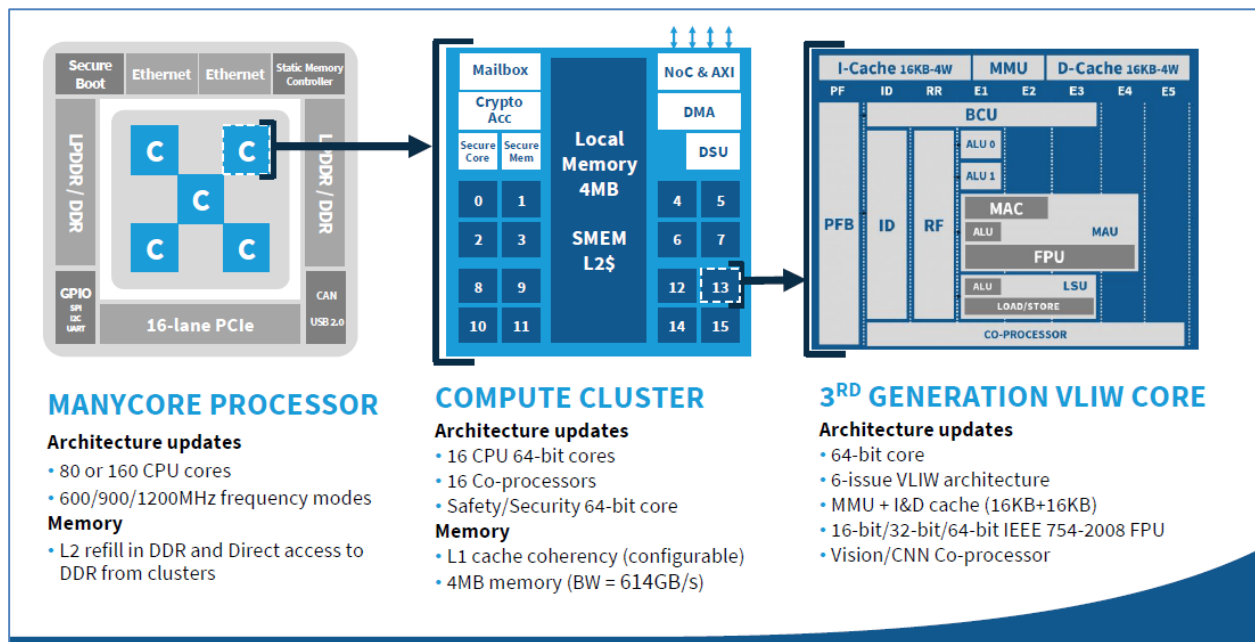 Secure Boot
Ethernet
Ethernet
Static Memory Controller
LPDDR / DDR
LPDDR / DDR
C
C
C
C
C
GPIO
SPI
I2C
UART
16-lane PCIe
CAN
USB 2.0
Mailbox
Crypto Acc
Secure Core
Secure Mem
Local Memory 4MB
SMEM L2$
NoC & AXI
DMA
DSU
0 1
2 3
8 9
10 11
4 5
6 7
12 13
14 15
I-Cache 16KB-4W
MMU
D-Cache 16KB-4W
PF ID RR E1 E2 E3 E4 E5
BCU
ALU 0
ALU 1
PFB
ID
RF
MAC
ALU
MAU
FPU
ALU
LSU
LOAD/STORE
CO-PROCESSOR
MANYCORE PROCESSOR
Architecture updates
• 80 or 160 CPU cores
• 600/900/1200MHz frequency modes
Memory
• L2 refill in DDR and Direct access to
DDR from clusters
COMPUTE CLUSTER
Architecture updates
• 16 CPU 64-bit cores
• 16 Co-processors
• Safety/Security 64-bit core
Memory
• L1 cache coherency (configurable)
• 4MB memory (BW = 614GB/s)
3RD GENERATION VLIW CORE
Architecture updates
• 64-bit core
• 6-issue VLIW architecture
• MMU + I&D cache (16KB+16KB)
• 16-bit/32-bit/64-bit IEEE 754-2008 FPU
• Vision/CNN Co-processor